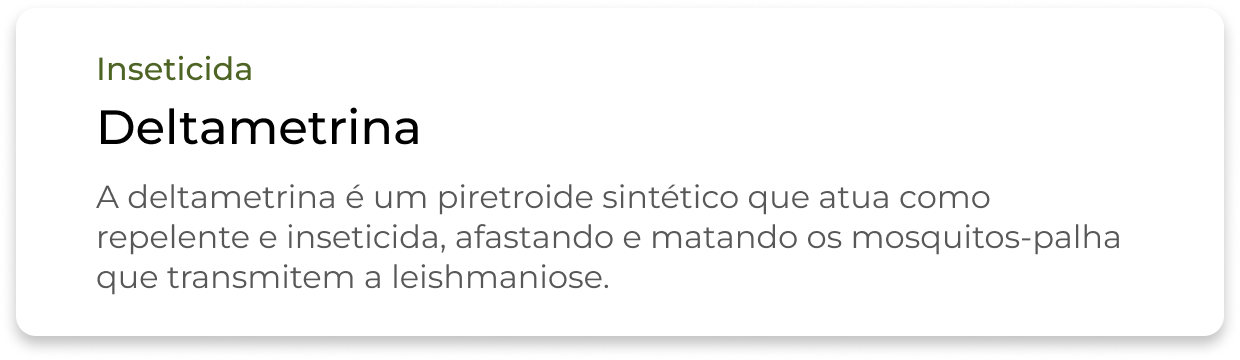 Inseticida
Deltametrina
A deltametrina é um piretroide sintético que atua como
repelente e inseticida, afastando e matando os mosquitos-palha
que transmitem a leishmaniose.